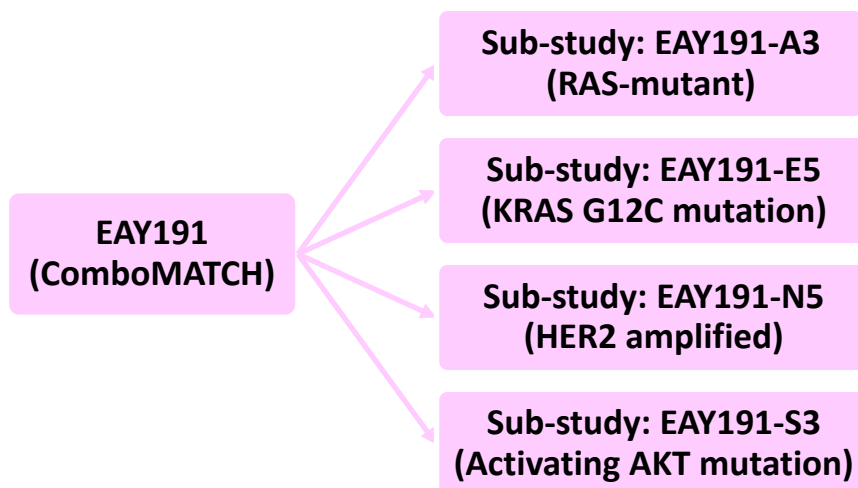 EAY191
(ComboMATCH)
Sub-study: EAY191-A3
(RAS-mutant)
Sub-study: EAY191-E5
(KRAS G12C mutation)
Sub-study: EAY191-N5
(HER2 amplified)
Sub-study: EAY191-S3
(Activating AKT mutation)